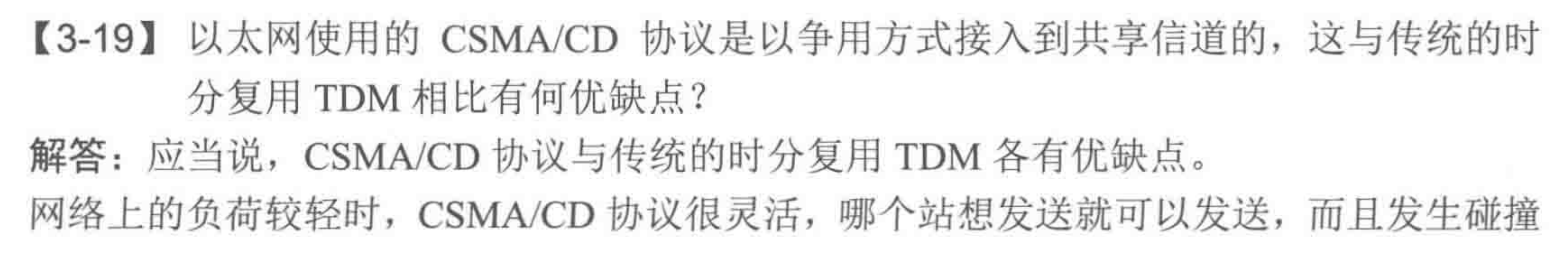 【3-19】 以太网使用的 CSMA/CD 协议是以争用方式接入到共享信道的，这与传统的时
分复用 TDM 相比有何优缺点？
解答：应当说，CSMA/CD 协议与传统的时分复用 TDM 各有优缺点。
网络上的负荷较轻时，CSMA/CD 协议很灵活，哪个站想发送就可以发送，而且发生碰撞